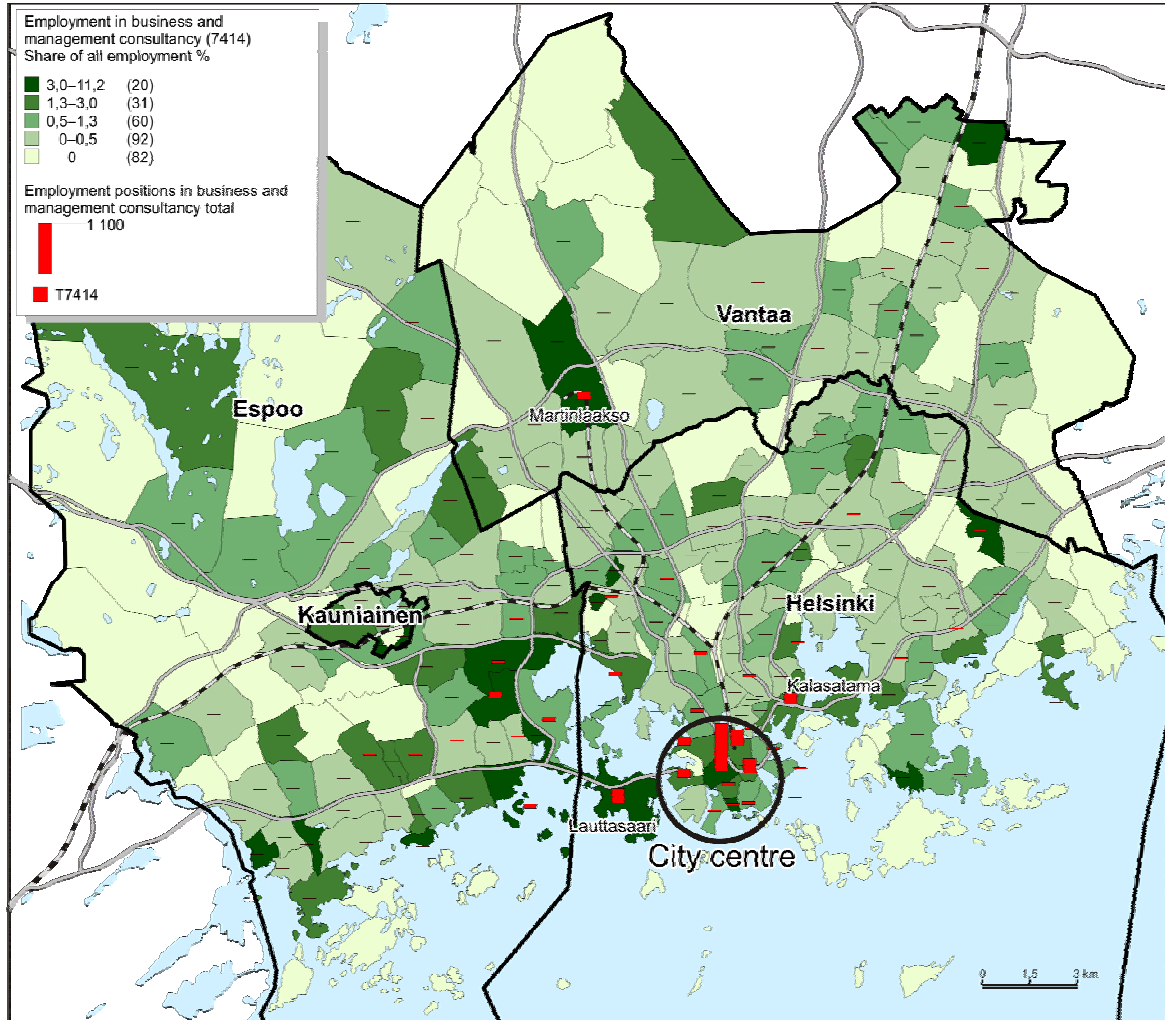 Employment in business and
management consultancy (7414)
Share of all employment %
3,0–11,2 (20)
1,3–3,0 (31)
0,5–1,3 (60)
0–0,5 (92)
0 (82)
Employment positions in business and
management consultancy total
1 100
T7414
Vantaa
Espoo
Martinlaakso
Helsinki
Kauniainen
Kalasatama
Lauttasaari
City centre
0 1,5 3 km